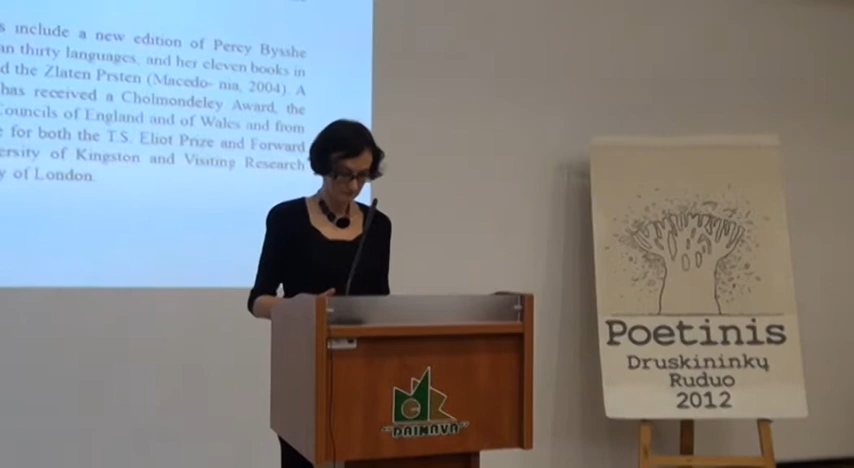 s include a new edition of Percy Bysshe
an thirty languages, and her eleven books in
d the Zlaten Prsten (Macedo- nia, 2004). A
has received a Cholmondeley Award, the
Councils of England and of Wales and from
e for both the T.S. Eliot Prize and Forward
ersity of Kingston and Visiting Research
y of London.
Poetinis
Druskininkų
Ruduo
2012
DAINAVA